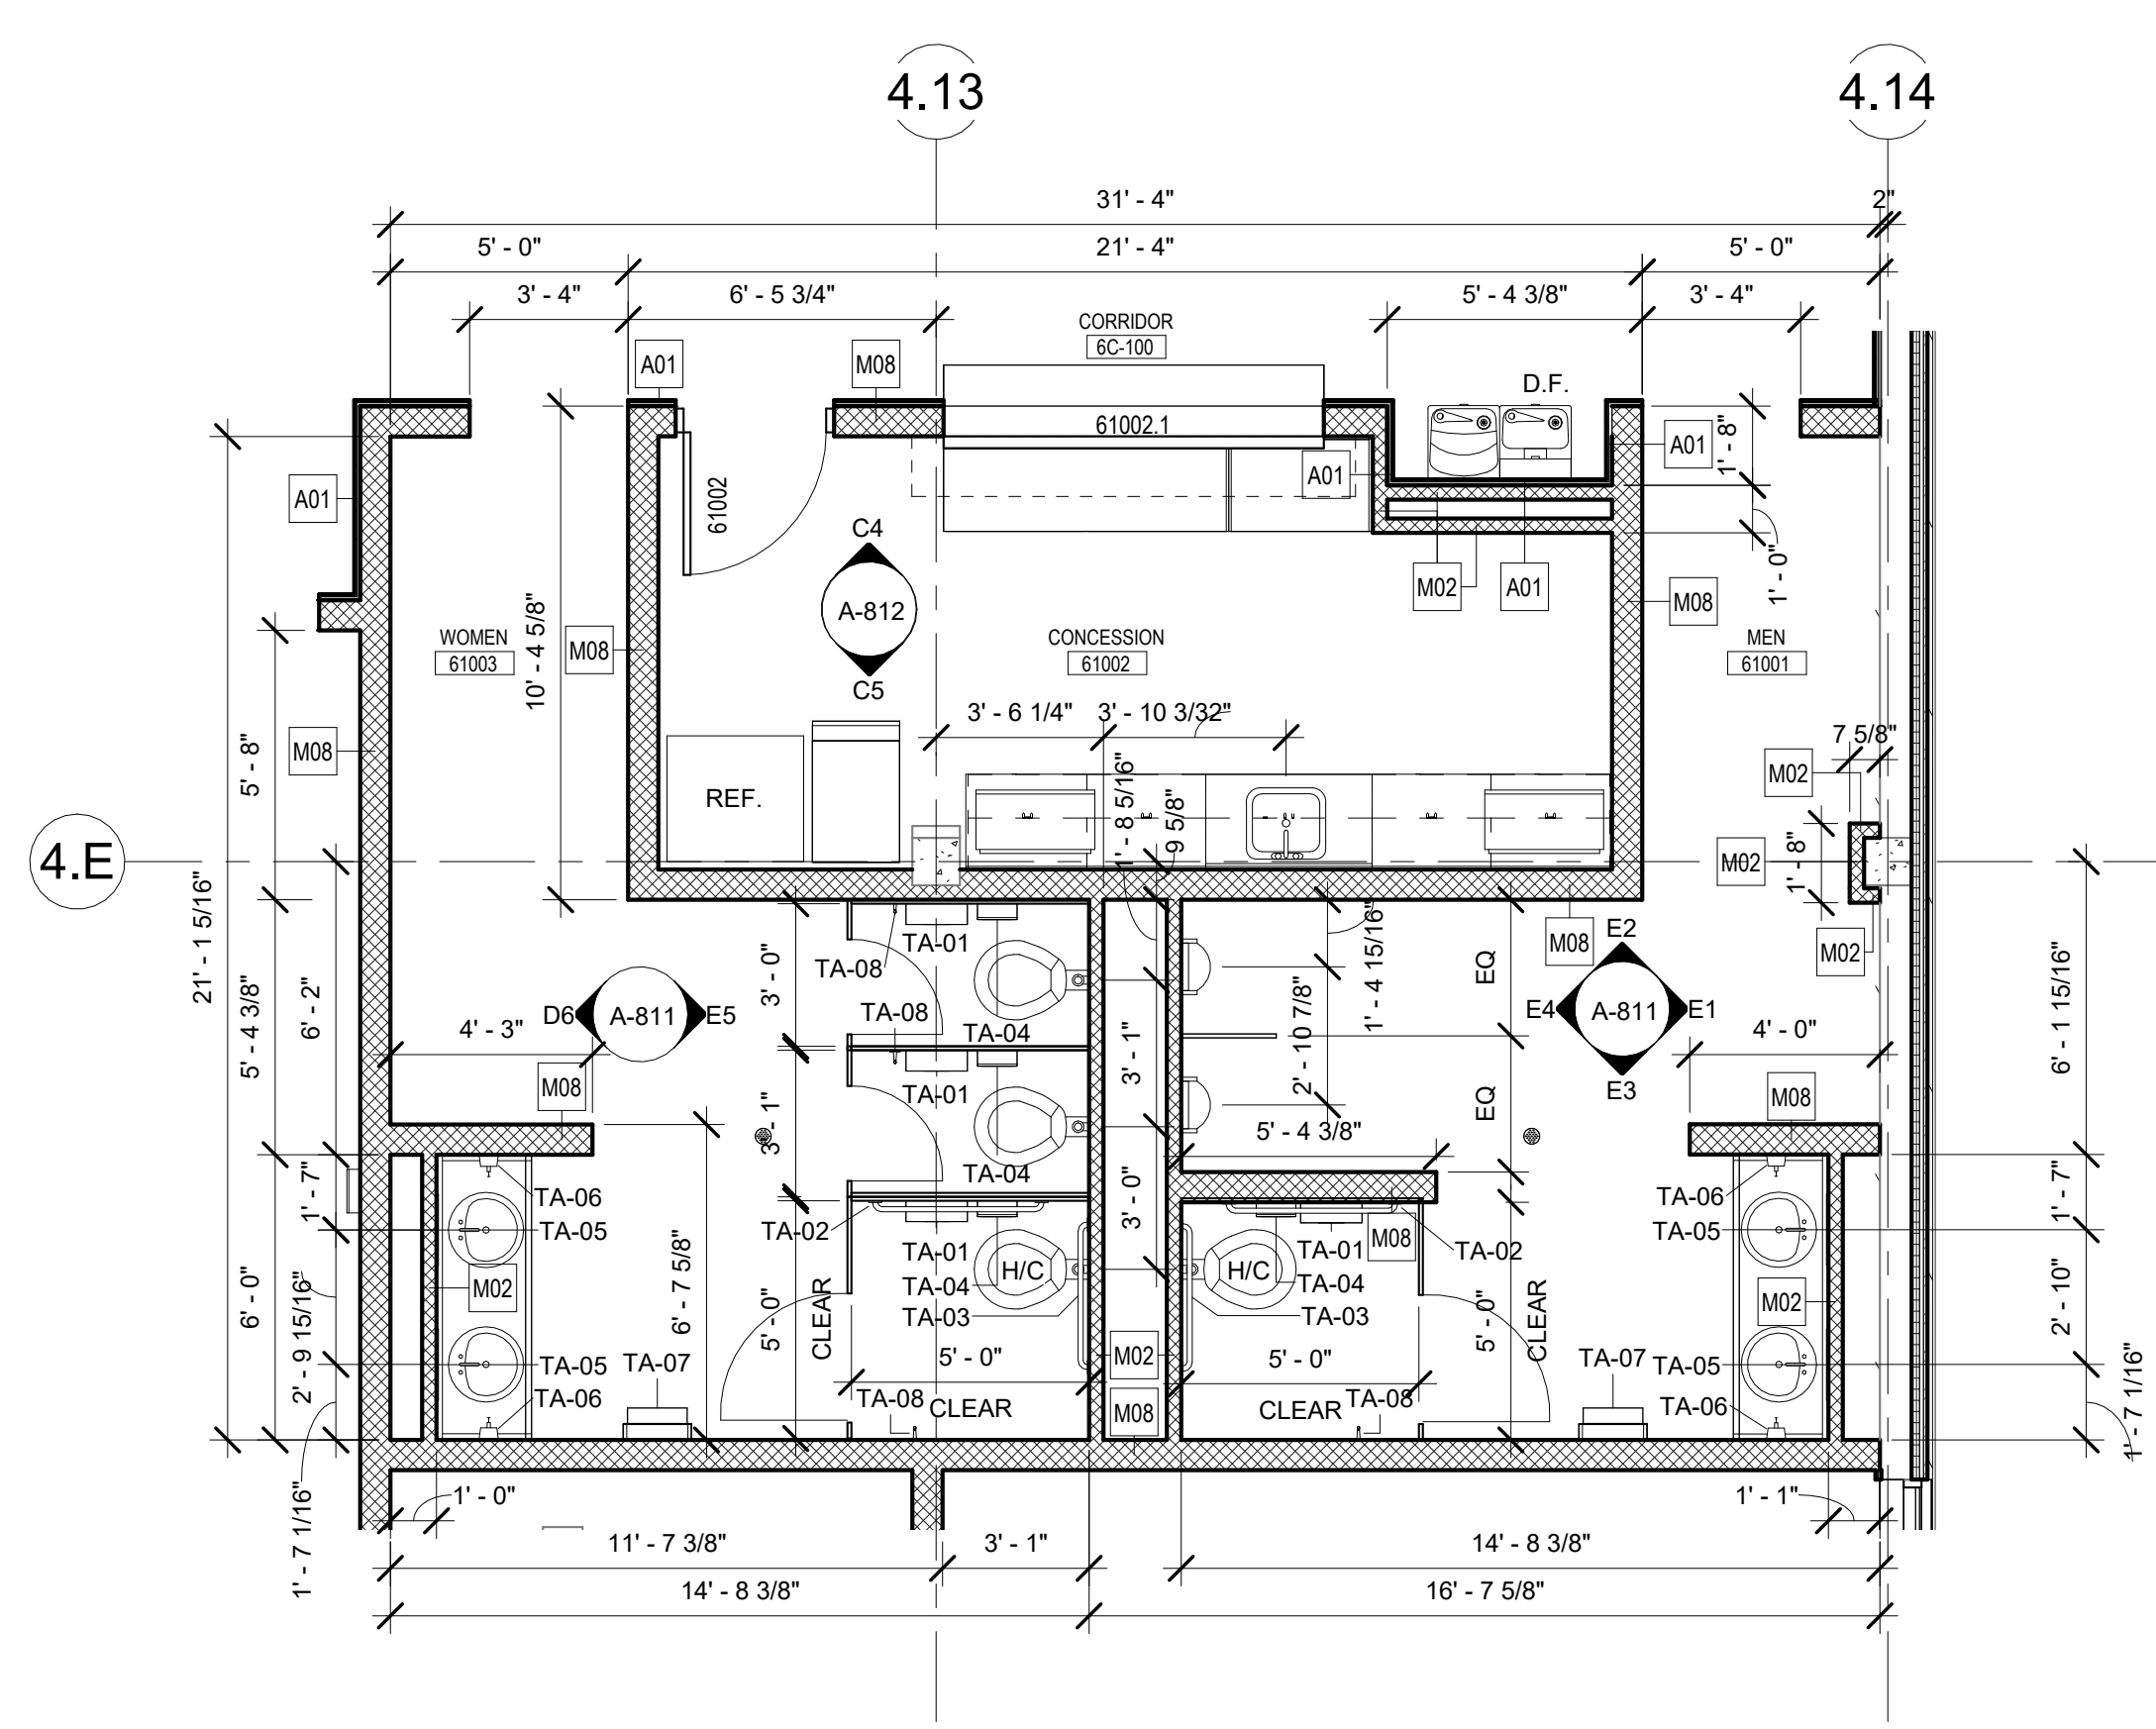 4.13
4.14
31' - 4"
2"
5' - 0"
21' - 4"
5' - 0"
3' - 4"
6' - 5 3/4"
5' - 4 3/8"
3' - 4"
CORRIDOR
6C-100
A01
M08
D.F.
61002.1
A01
A01
A01
1' - 8"
61002
C4
A-812
C5
M02
A01
1' - 0"
M08
10' - 4 5/8"
WOMEN
61003
M08
CONCESSION
61002
MEN
61001
3' - 6 1/4"
3' - 10 3/32"
7 5/8"
M08
5' - 8"
M02
REF.
1' - 8 5/16"
9 5/8"
4.E
M02
1' - 8"
21' - 1 5/16"
M08
M02
E2
TA-01
TA-08
3' - 0"
1' - 4 15/16"
EQ
6' - 2"
5' - 4 3/8"
D6
A-811
E5
TA-08
TA-04
E4
A-811
E1
E3
4' - 3"
4' - 0"
6' - 1 15/16"
3' - 1"
2' - 10 7/8"
M08
TA-01
3' - 1"
EQ
M08
5' - 4 3/8"
TA-04
1' - 7"
TA-06
TA-05
TA-02
TA-01
H/C
TA-04
TA-03
3' - 0"
H/C
TA-01
M08
TA-04
TA-03
TA-02
TA-06
TA-05
1' - 7"
M02
M02
6' - 0"
2' - 9 15/16"
6' - 7 5/8"
5' - 0"
CLEAR
5' - 0"
CLEAR
2' - 10"
TA-05
TA-07
TA-06
5' - 0"
M02
5' - 0"
TA-07
TA-05
TA-08
CLEAR
M08
CLEAR
TA-08
TA-06
1' - 7 1/16"
1' - 7 1/16"
1' - 0"
1' - 1"
11' - 7 3/8"
3' - 1"
14' - 8 3/8"
14' - 8 3/8"
16' - 7 5/8"